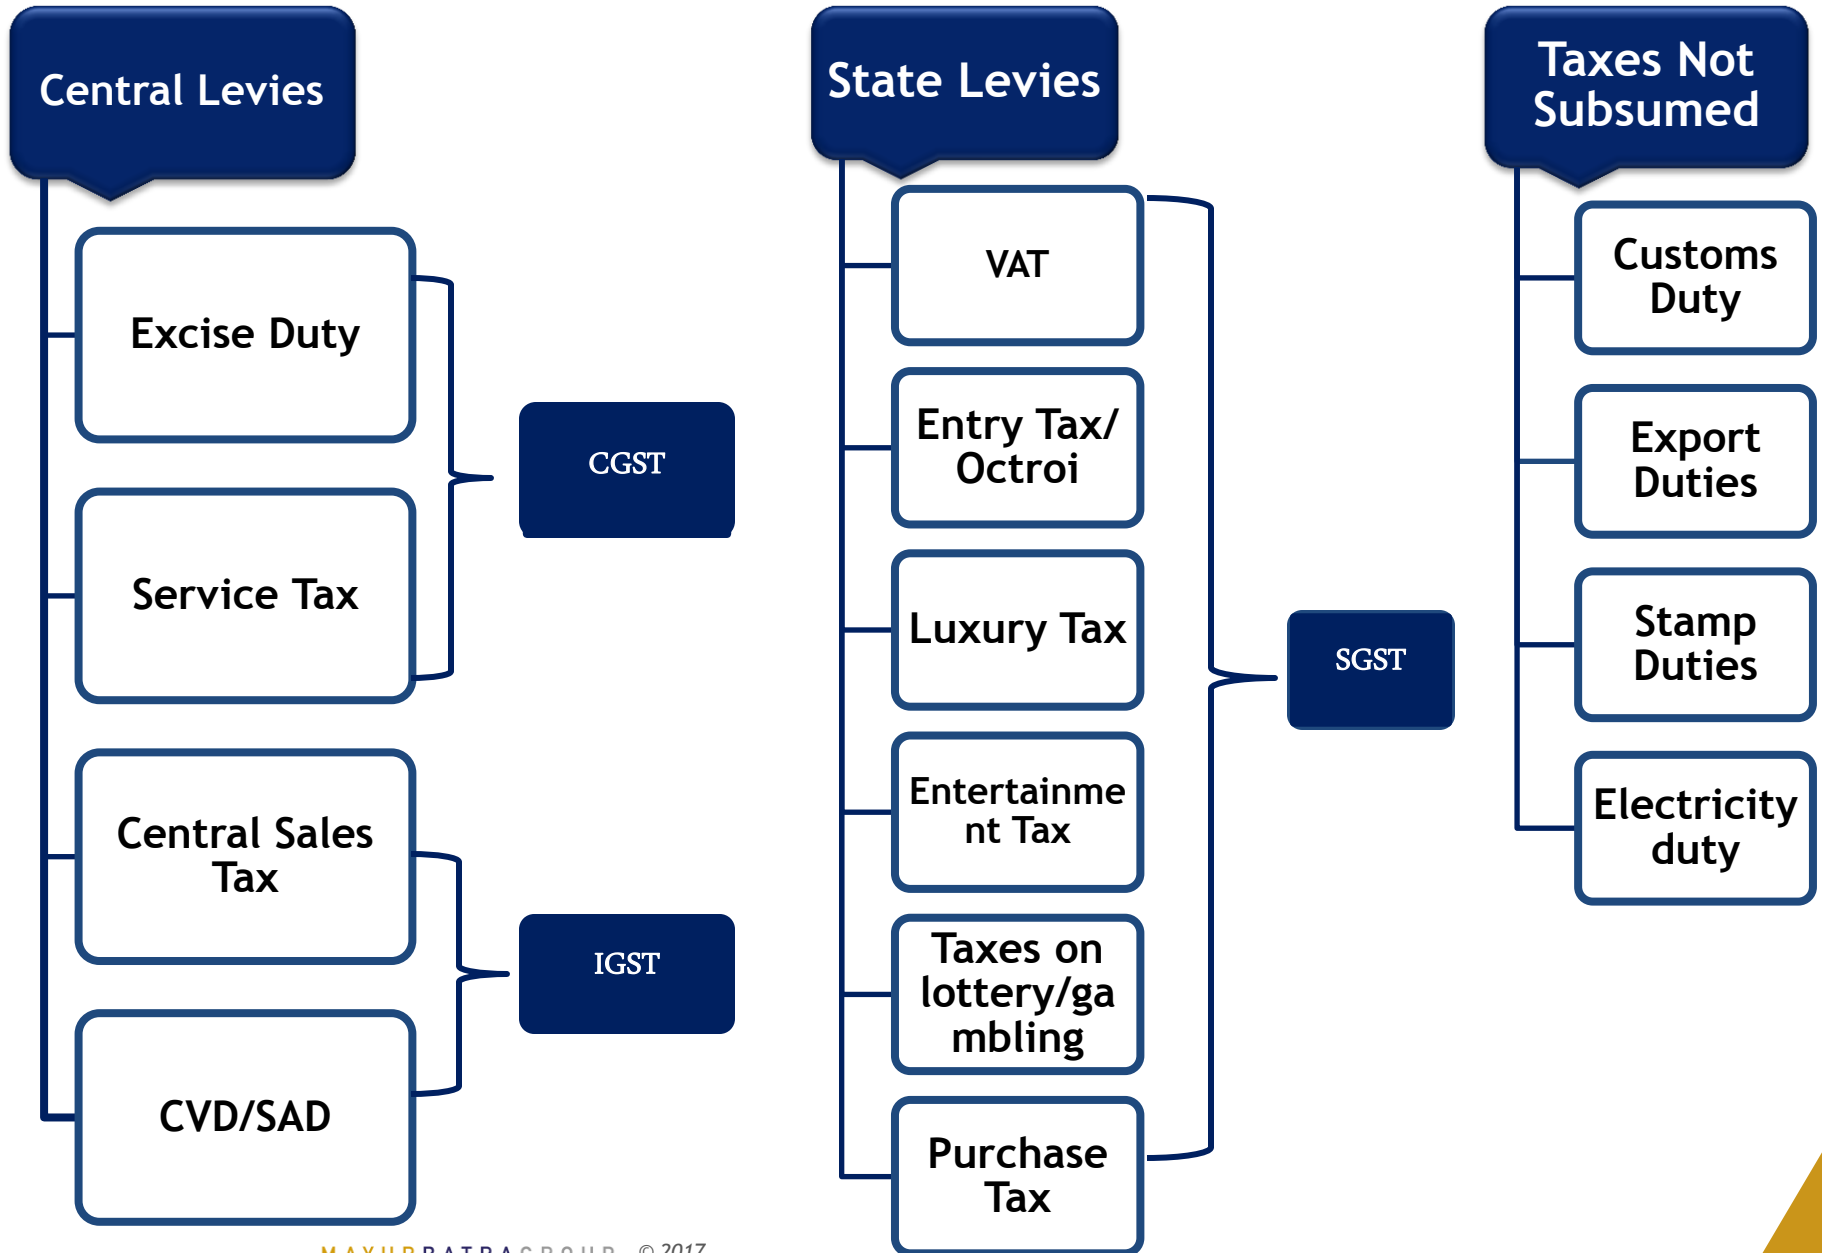 Central Levies
Excise Duty
Service Tax
Central Sales
Tax
CVD/SAD
CGST
IGST
State Levies
VAT
Entry Tax/
Octroi
Luxury Tax
Entertainme
nt Tax
Taxes on
lottery/ga
mbling
Purchase
Tax
SGST
Taxes Not
Subsumed
Customs
Duty
Export
Duties
Stamp
Duties
Electricity
duty
MAYURBATRAGROUP © 2017